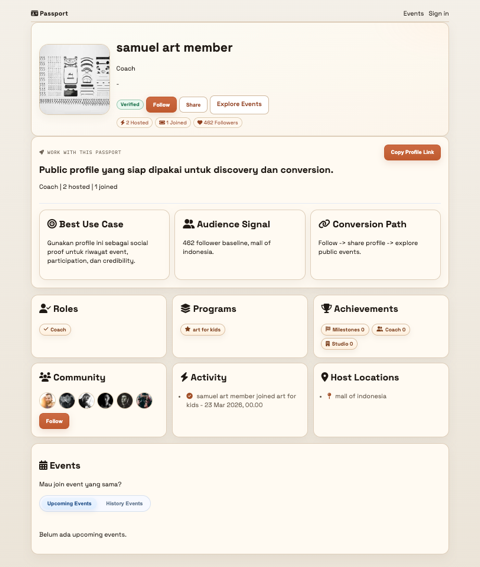 Passport
Events Sign in
samuel art member
Coach
-
Verified Follow Share Explore Events
2 Hosted 1 Joined 462 Followers
WORK WITH THIS PASSPORT
Copy Profile Link
Public profile yang siap dipakai untuk discovery dan conversion.
Coach | 2 hosted | 1 joined
Best Use Case
Gunakan profile ini sebagai social
proof untuk riwayat event,
participation, dan credibility.
Audience Signal
462 follower baseline, mall of
indonesia.
Conversion Path
Follow -> share profile -> explore
public events.
Roles
Coach
Programs
art for kids
Achievements
Milestones 0 Coach 0
Studio 0
Community
Follow
Activity
samuel art member joined art for
kids - 23 Mar 2026, 00.00
Host Locations
mall of indonesia
Events
Mau join event yang sama?
Upcoming Events History Events
Belum ada upcoming events.